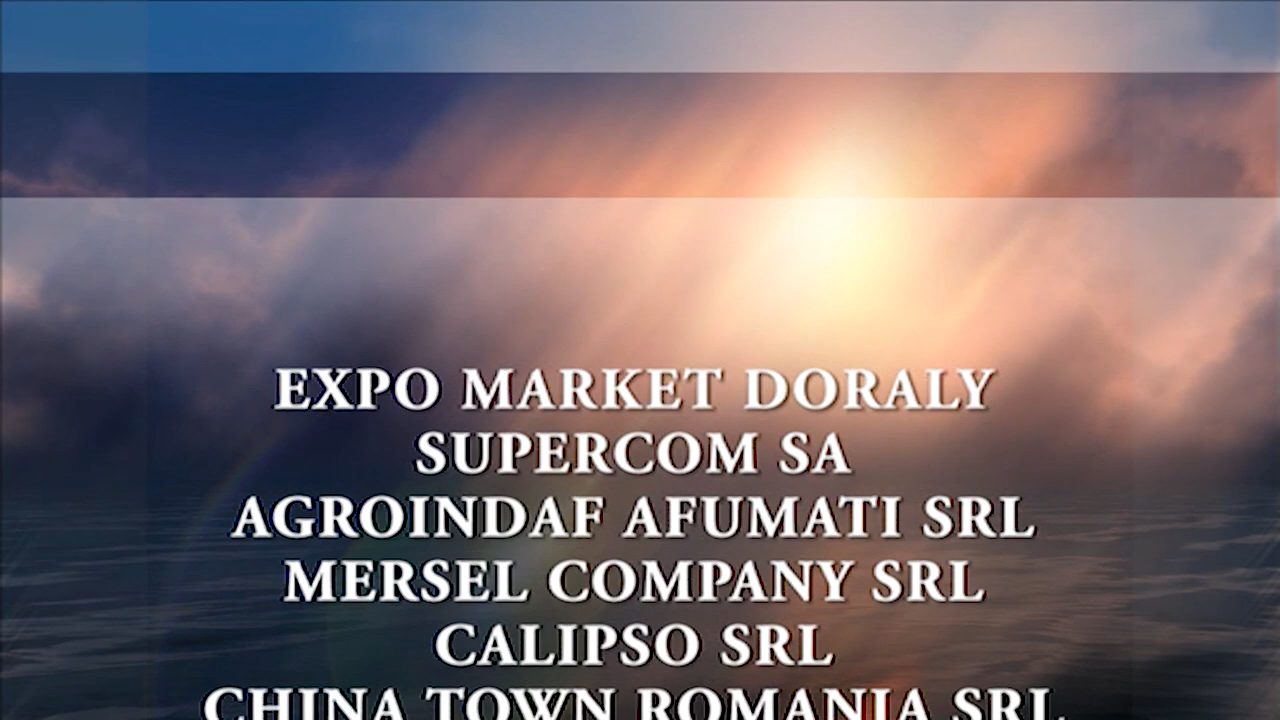 EXPO MARKET DORALY
SUPERCOM SA
AGROINDAF AFUMATI SRL
MERSEL COMPANY SRL
CALIPSO SRL
CHINA TOWN ROMANIA SRL